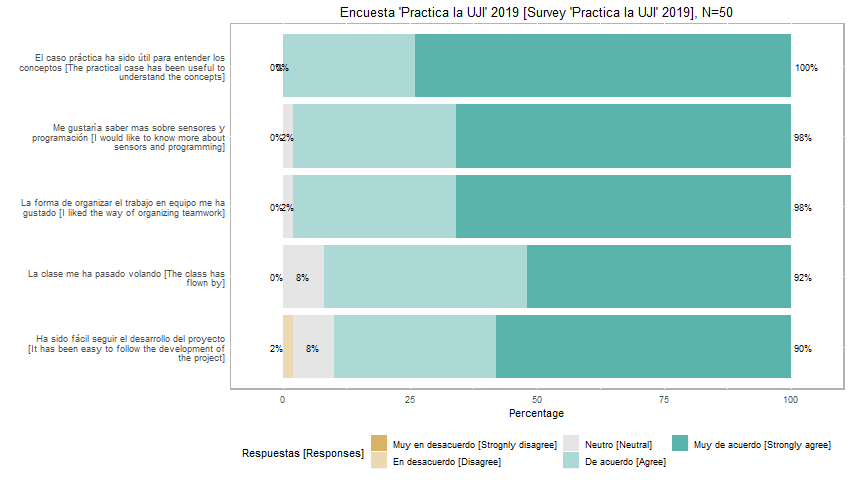 Encuesta 'Practica la UJI' 2019 [Survey 'Practica la UJI' 2019], N=50
El caso práctica ha sido útil para entender los
conceptos [The practical case has been useful to
understand the concepts]
0%
0%
100%
Me gustaría saber mas sobre sensores y
programación [I would like to know more about
sensors and programming]
0%
2%
98%
La forma de organizar el trabajo en equipo me ha
gustado [I liked the way of organizing teamwork]
0%
2%
98%
La clase me ha pasado volando [The class has
flown by]
0%
8%
92%
Ha sido fácil seguir el desarrollo del proyecto
[It has been easy to follow the development of
the project]
2%
8%
90%
0 25 50 75 100
Percentage
Respuestas [Responses]
Muy en desacuerdo [Strognly disagree]
En desacuerdo [Disagree]
Neutro [Neutral]
De acuerdo [Agree]
Muy de acuerdo [Strongly agree]